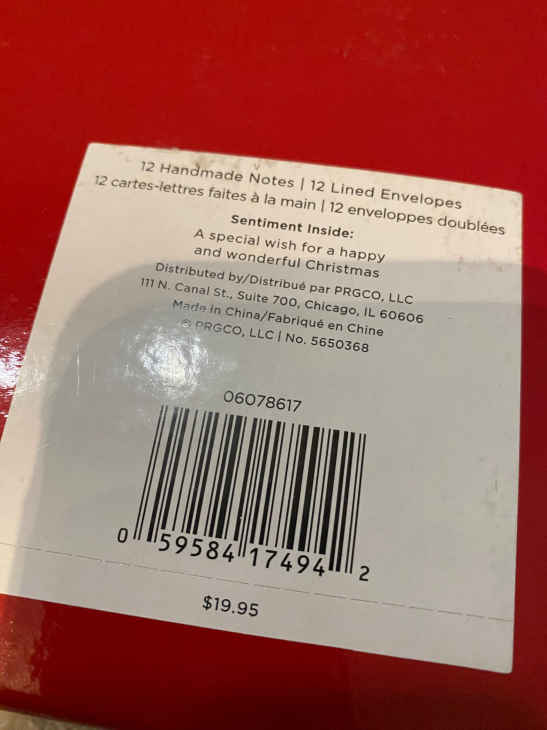 12 Handmade Notes | 12 Lined Envelopes
12 cartes-lettres faites à la main | 12 enveloppes doublées
Sentiment Inside:
A special wish for a happy
and wonderful Christmas
Distributed by/Distribué par PRGCO, LLC
111 N. Canal St., Suite 700, Chicago, IL 60606
Made in China/Fabriqué en Chine
© PRGCO, LLC | No. 5650368
06078617
0 59584 17494 2
$19.95